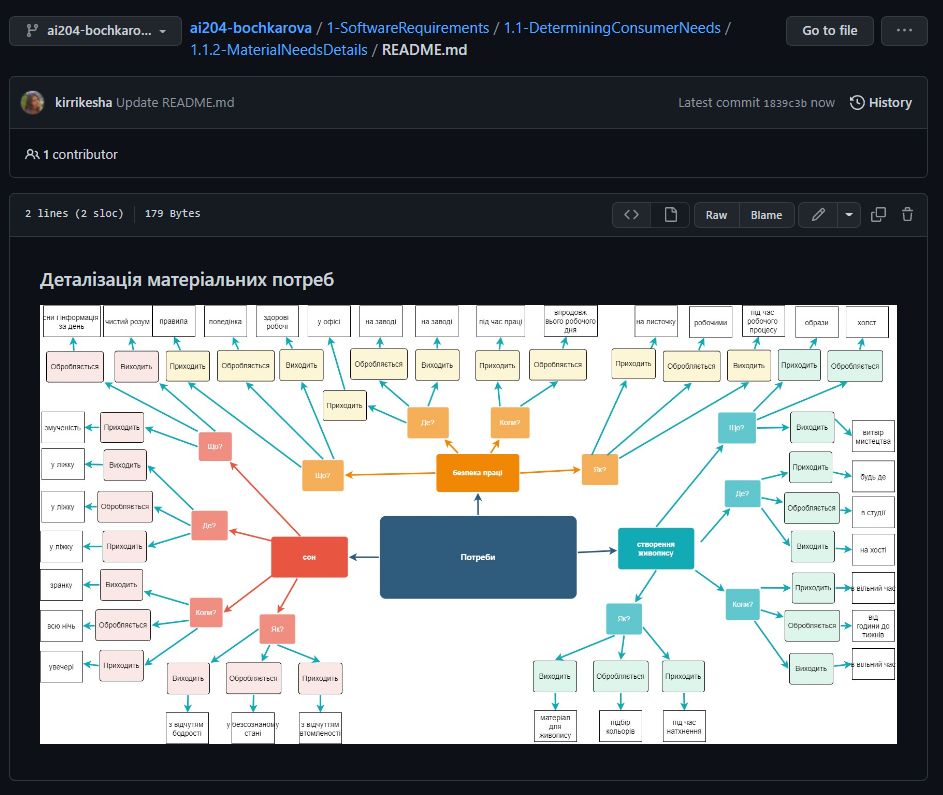 ai204-bochkaro...
ai204-bochkarova / 1-SoftwareRequirements / 1.1-DeterminingConsumerNeeds /
1.1.2-MaterialNeedsDetails / README.md
Go to file
...
kirrikesha Update README.md
Latest commit 1839c3b now
History
1 contributor
2 lines (2 sloc)
179 Bytes
<>
Raw
Blame
Деталізація матеріальних потреб
сни і інформація
за день
чистий розум
правила
поведінка
здорові
робочі
у офісі
на заводі
на заводі
під час праці
впродовж
вього робочого
дня
на листочку
робочими
під час
робочого
процесу
образи
холст
Обробляється
Виходить
Приходить
Обробляється
Виходить
Обробляється
Виходить
Приходить
Обробляється
Приходить
Обробляється
Виходить
Приходить
Обробляється
Приходить
змученість
Приходить
Що?
Де?
Коли?
Що?
Виходить
витвір
мистецтва
у ліжку
Виходить
Що?
безпека праці
Як?
Приходить
будь де
у ліжку
Обробляється
Де?
Де?
Обробляється
в студії
у ліжку
Приходить
сон
Потреби
створення
живопису
Виходить
на хості
зранку
Виходить
Приходить
в вільний час
всю ніч
Обробляється
Коли?
Як?
Як?
Коли?
Обробляється
від
години до
тижнів
увечері
Приходить
Виходить
в вільний час
Виходить
Обробляється
Приходить
Виходить
Обробляється
Приходить
з відчуттям
бодрості
у безсознаному
стані
з відчуттям
втомленості
матеріал
для
живопису
підбір
кольорів
під час
натхнення